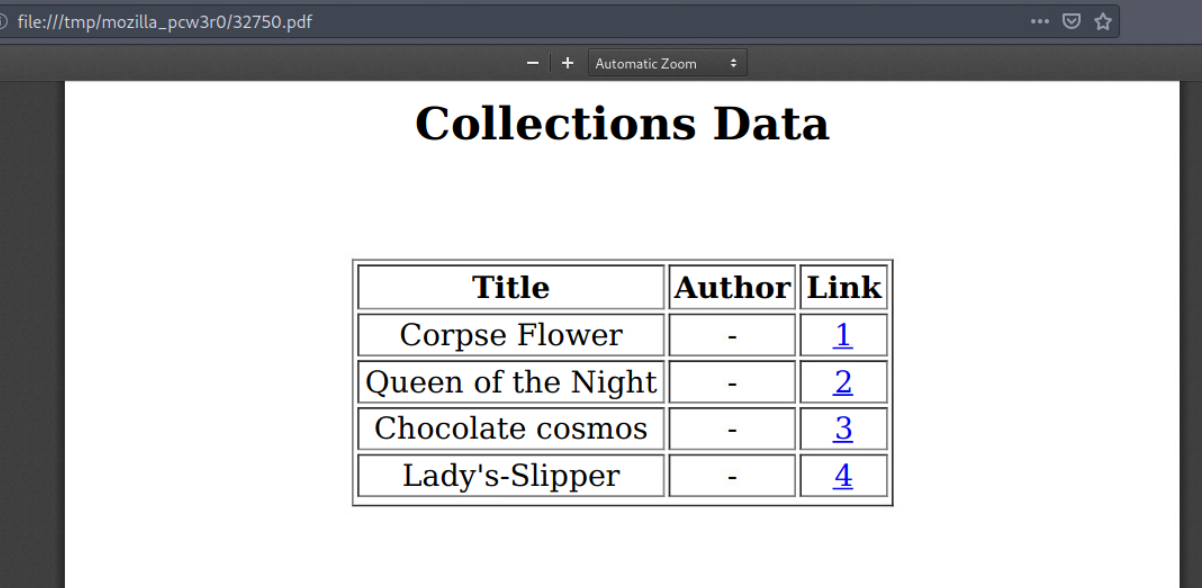 file:///tmp/mozilla_pcw3r0/32750.pdf
Automatic Zoom
Collections Data
Title Author Link
Corpse Flower - 1
Queen of the Night - 2
Chocolate cosmos - 3
Lady's-Slipper - 4